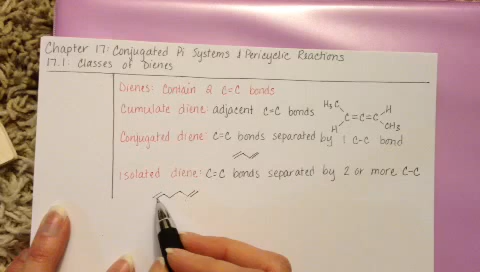 Chapter 17: Conjugated Pi Systems & Pericyclic Reactions
17.1: Classes of Dienes
Dienes: Contain 2 C=C bonds
Cumulate diene: adjacent C=C bonds
H₃C H
C=C=C
H CH₃
Conjugated diene: C=C bonds separated by 1 C-C bond
Isolated diene: C=C bonds separated by 2 or more C-C